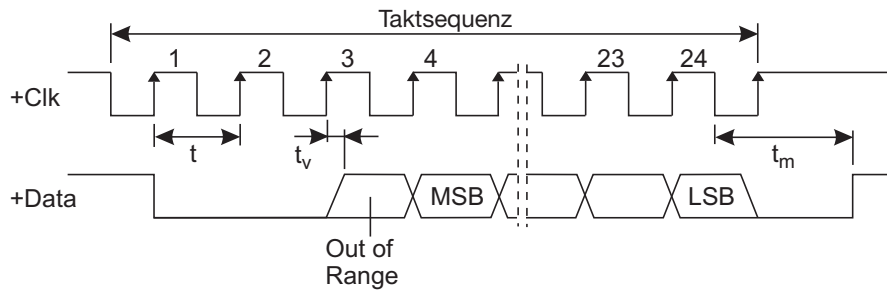 Taktsequenz
1 2 3 4 23 24
+Clk
t tv tm
+Data MSB LSB
Out of
Range